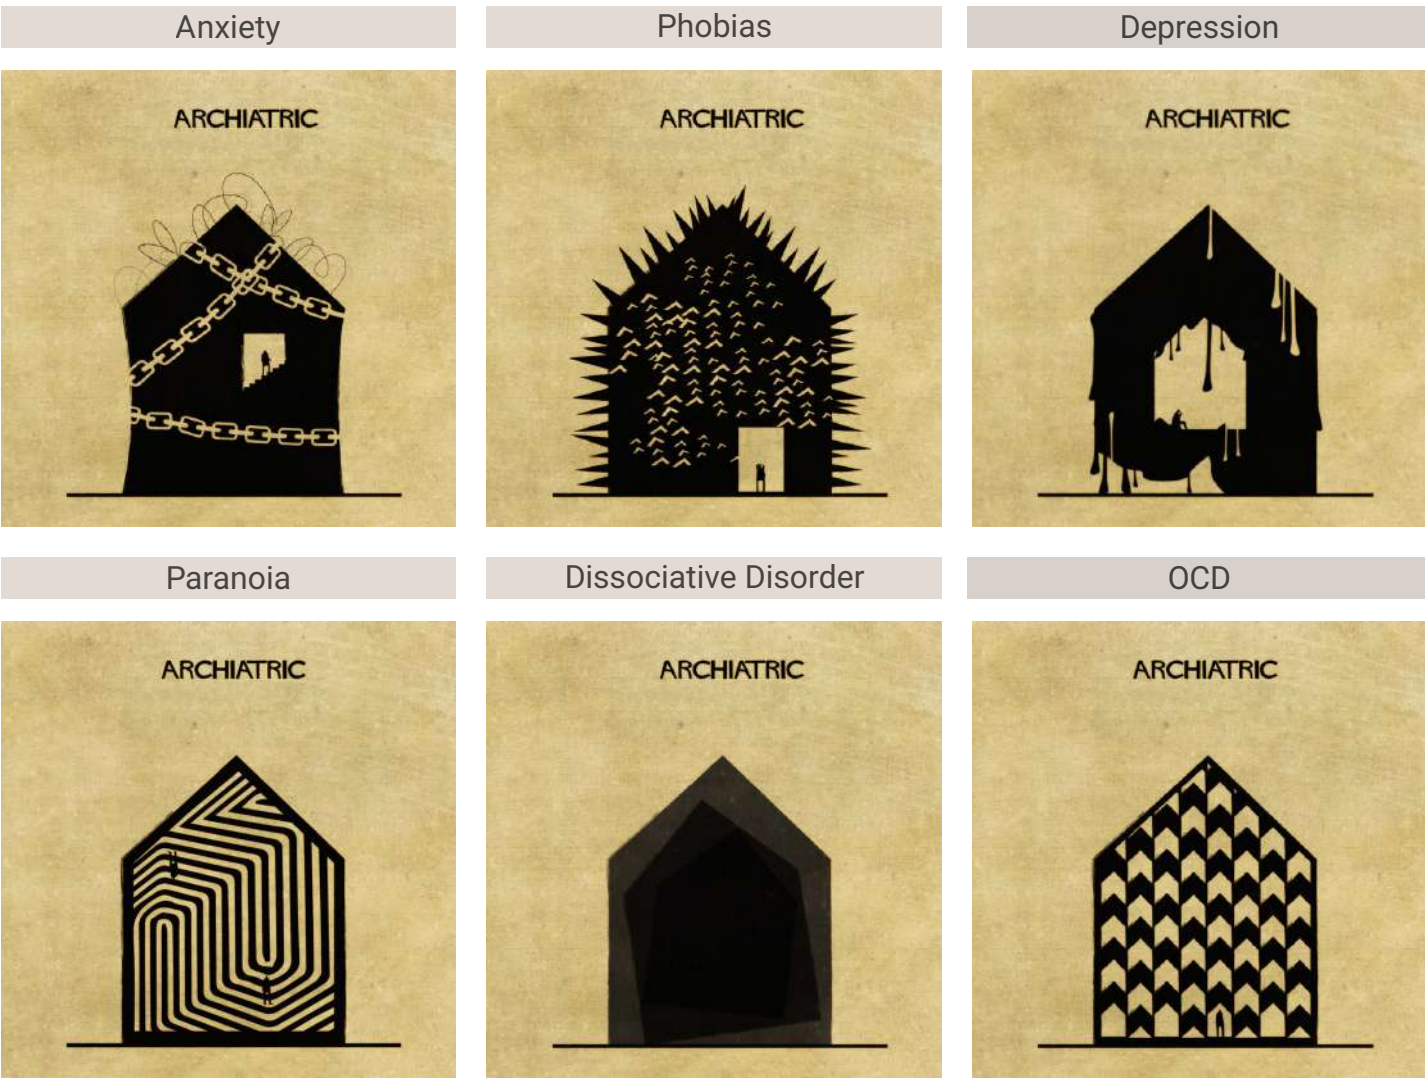 Anxiety
Phobias
Depression
ARCHIATRIC
ARCHIATRIC
ARCHIATRIC
Paranoia
Dissociative Disorder
OCD
ARCHIATRIC
ARCHIATRIC
ARCHIATRIC